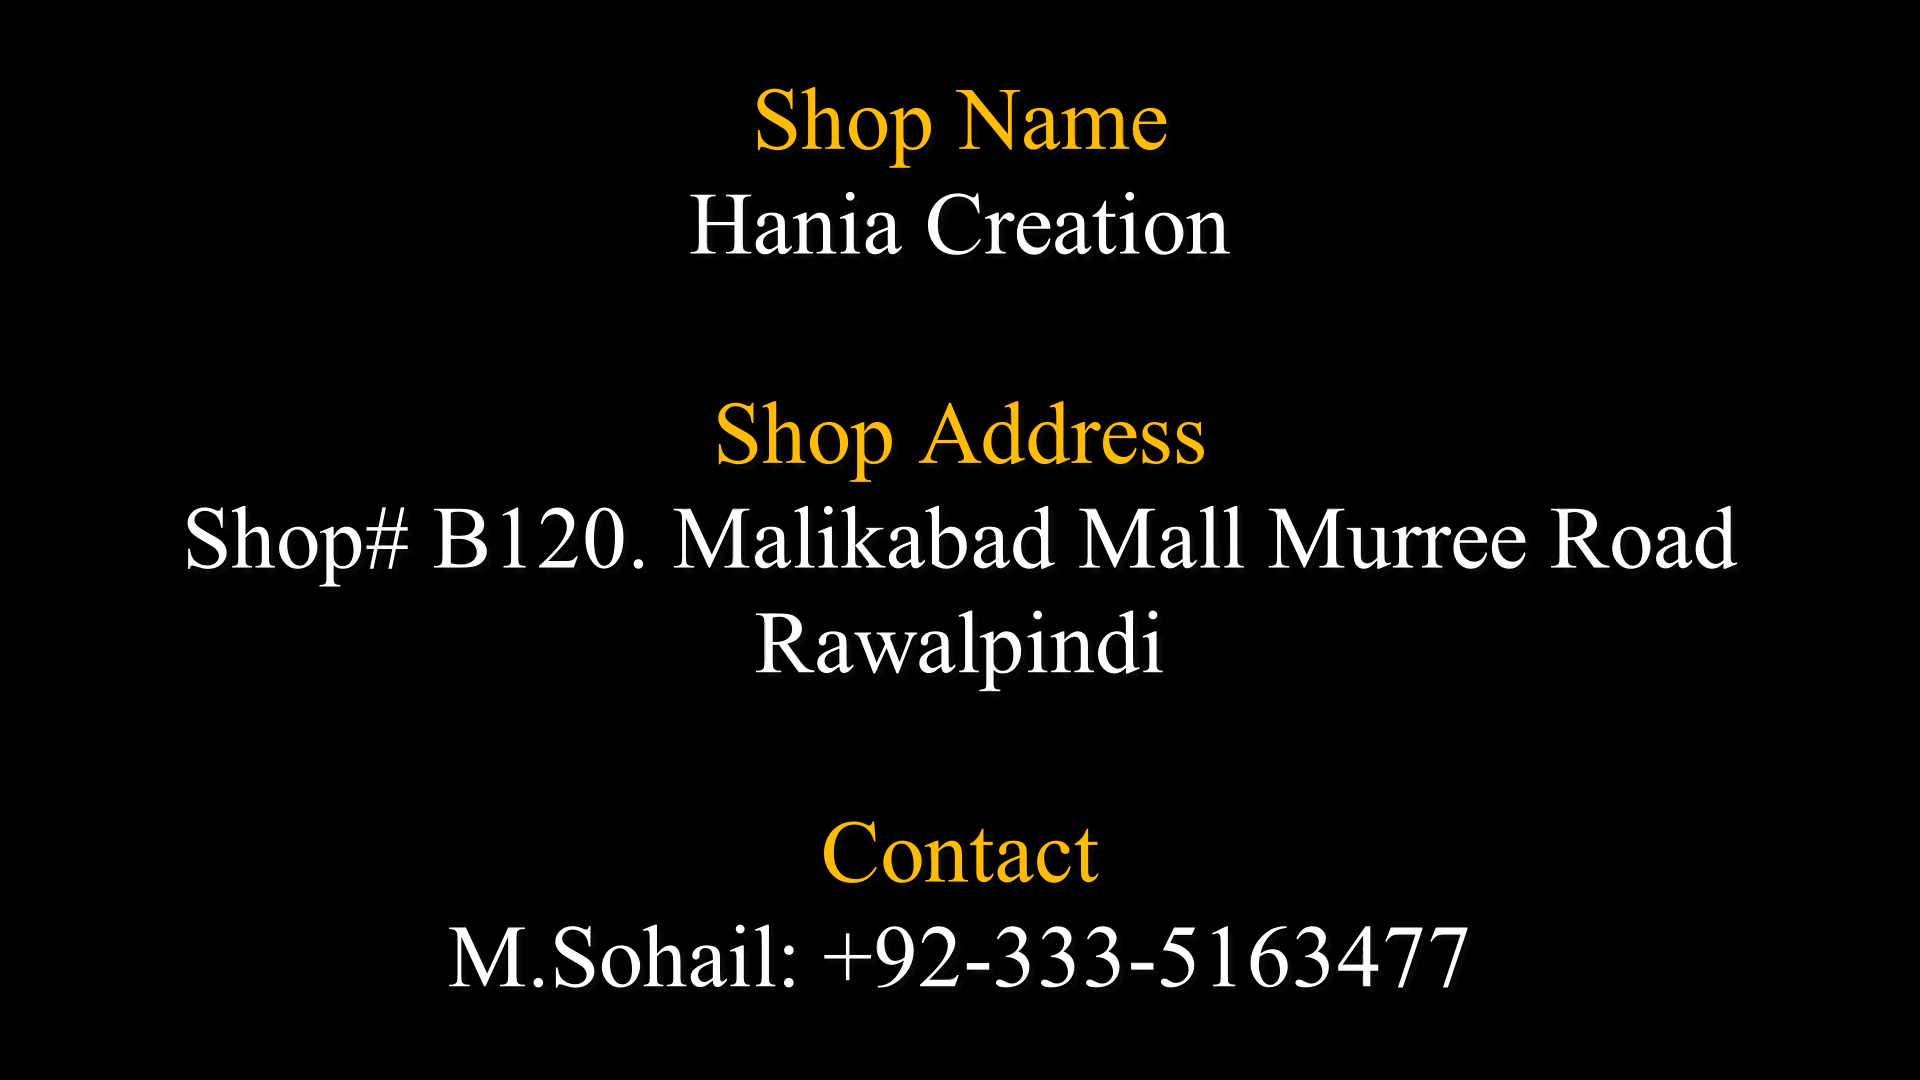 Shop Name
Hania Creation
Shop Address
Shop# B120. Malikabad Mall Murree Road
Rawalpindi
Contact
M.Sohail: +92-333-5163477